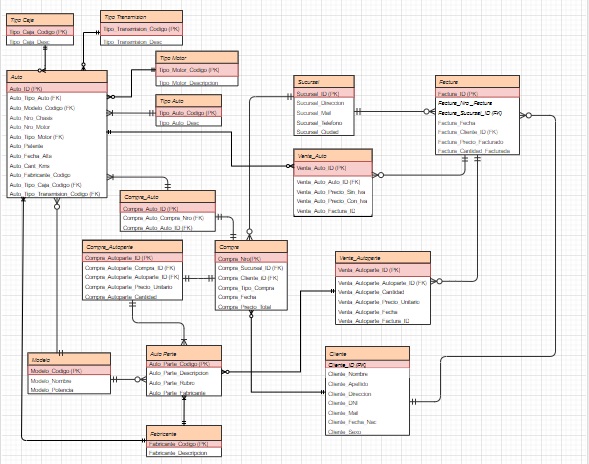 Tipo Caja
Tipo_Caja_Codigo (PK)
Tipo_Caja_Desc
Tipo Transmision
Tipo_Transmision_Codigo (PK)
Tipo_Transmision_Desc
Auto
Auto_ID (PK)
Auto_Tipo_Auto (FK)
Auto_Modelo_Codigo (FK)
Auto_Nro_Chasis
Auto_Nro_Motor
Auto_Tipo_Motor (FK)
Auto_Patente
Auto_Fecha_Alta
Auto_Cant_Kms
Auto_Fabricante_Codigo
Auto_Tipo_Caja_Codigo (FK)
Auto_Tipo_Transmision_Codigo (FK)
Tipo Motor
Tipo_Motor_Codigo (PK)
Tipo_Motor_Descripcion
Tipo Auto
Tipo_Auto_Codigo (PK)
Tipo_Auto_Desc
Sucursal
Sucursal_ID (PK)
Sucursal_Direccion
Sucursal_Mail
Sucursal_Telefono
Sucursal_Ciudad
Factura
Factura_ID (PK)
Factura_Nro_Factura
Factura_Sucursal_ID (FK)
Factura_Fecha
Factura_Cliente_ID (FK)
Factura_Precio_Facturado
Factura_Cantidad_Facturada
Venta_Auto
Venta_Auto_ID (PK)
Venta_Auto_Auto_ID (FK)
Venta_Auto_Precio_Sin_Iva
Venta_Auto_Precio_Con_Iva
Venta_Auto_Factura_ID
Compra_Auto
Compra_Auto_ID (PK)
Compra_Auto_Compra_Nro (FK)
Compra_Auto_Auto_ID (FK)
Compra_Autoparte
Compra_Autoparte_ID (PK)
Compra_Autoparte_Compra_ID (FK)
Compra_Autoparte_Autoparte_ID (FK)
Compra_Autoparte_Precio_Unitario
Compra_Autoparte_Cantidad
Compra
Compra_Nro(PK)
Compra_Sucursal_ID (FK)
Compra_Cliente_ID (FK)
Compra_Tipo_Compra
Compra_Fecha
Compra_Precio_Total
Venta_Autoparte
Venta_Autoparte_ID (PK)
Venta_Autoparte_Autoparte_ID (FK)
Venta_Autoparte_Cantidad
Venta_Autoparte_Precio_Unitario
Venta_Autoparte_Fecha
Venta_Autoparte_Factura_ID
Modelo
Modelo_Codigo (PK)
Modelo_Nombre
Modelo_Potencia
Auto Parte
Auto_Parte_Codigo (PK)
Auto_Parte_Descripcion
Auto_Parte_Rubro
Auto_Parte_Fabricante
Cliente
Cliente_ID (PK)
Cliente_Nombre
Cliente_Apellido
Cliente_Direccion
Cliente_DNI
Cliente_Mail
Cliente_Fecha_Nac
Cliente_Sexo
Fabricante
Fabricante_Codigo (PK)
Fabricante_Descripcion